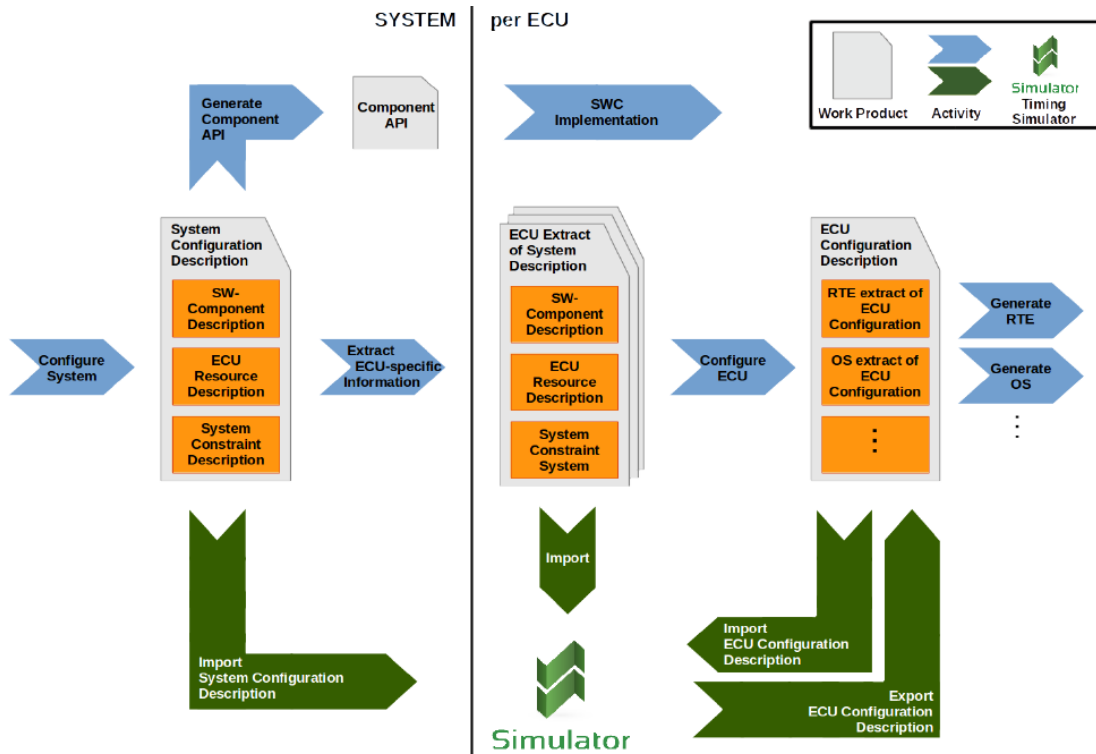 SYSTEM
per ECU
Simulator
Work Product
Activity
Timing
Simulator
Generate
Component
API
Component
API
SWC
Implementation
System
Configuration
Description
SW-
Component
Description
ECU
Resource
Description
System
Constraint
Description
ECU Extract
of System
Description
SW-
Component
Description
ECU
Resource
Description
System
Constraint
System
ECU
Configuration
Description
RTE extract of
ECU
Configuration
OS extract of
ECU
Configuration
⋮
Configure
System
Extract
ECU-specific
Information
Configure
ECU
Generate
RTE
Generate
OS
⋮
Import
Import
System Configuration
Description
Import
ECU Configuration
Description
Export
ECU Configuration
Description
Simulator